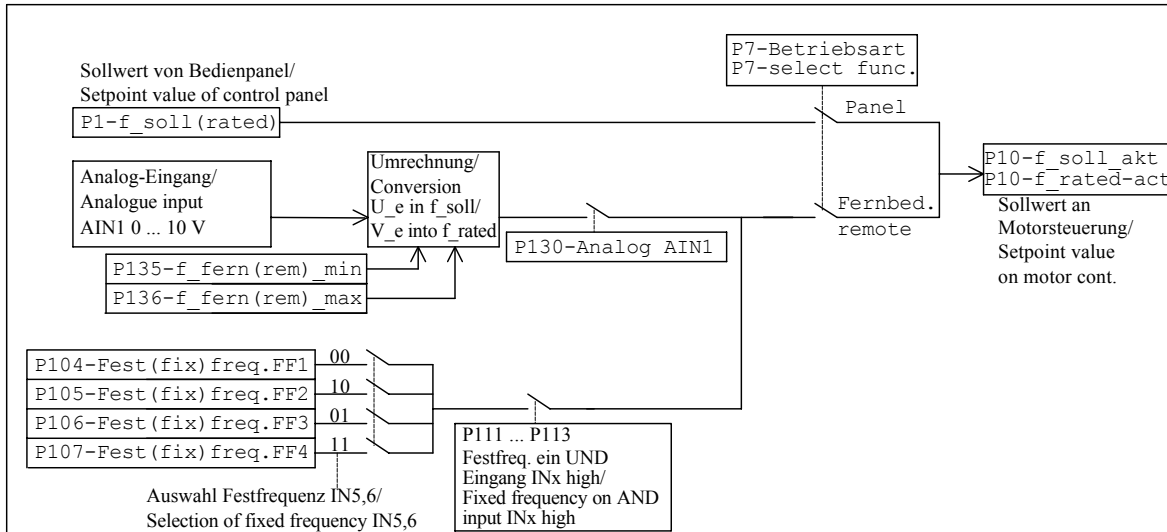 P7-Betriebsart
P7-select func.
Sollwert von Bedienpanel/
Setpoint value of control panel
P1-f_soll(rated)
Panel
Analog-Eingang/
Analogue input
AIN1 0 ... 10 V
Umrechnung/
Conversion
U_e in f_soll/
V_e into f_rated
P130-Analog AIN1
Fernbed.
remote
P10-f_soll_akt
P10-f_rated-act
Sollwert an
Motorsteuerung/
Setpoint value
on motor cont.
P135-f_fern(rem)_min
P136-f_fern(rem)_max
P104-Fest(fix)freq.FF1 00
P105-Fest(fix)freq.FF2 10
P106-Fest(fix)freq.FF3 01
P107-Fest(fix)freq.FF4 11
Auswahl Festfrequenz IN5,6/
Selection of fixed frequency IN5,6
P111 ... P113
Festfreq. ein UND
Eingang INx high/
Fixed frequency on AND
input INx high